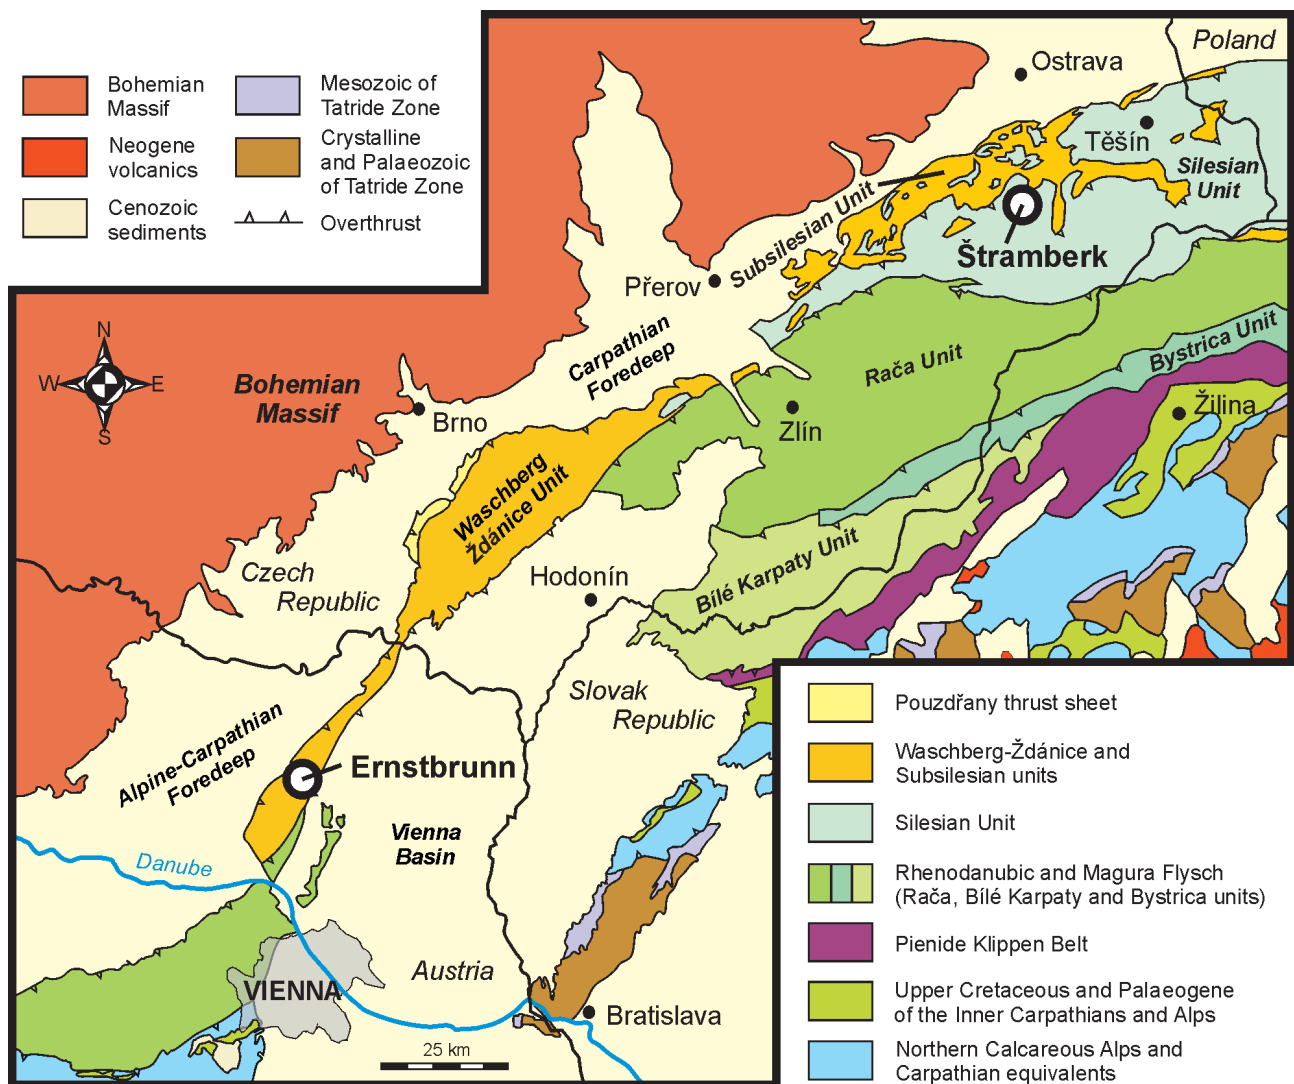 Bohemian
Massif
Neogene
volcanics
Cenozoic
sediments
Mesozoic of
Tatride Zone
Crystalline
and Palaeozoic
of Tatride Zone
Overthrust
Poland
Ostrava
Těšín
Silesian
Unit
Subsilesian Unit
Štramberk
Přerov
Carpathian
Foredeep
Rača Unit
Bystrica Unit
Žilina
N
W
E
S
Bohemian
Massif
Brno
Zlín
Waschberg
Ždánice Unit
Czech
Republic
Hodonín
Bílé Karpaty Unit
Slovak
Republic
Alpine-Carpathian
Foredeep
Ernstbrunn
Vienna
Basin
Danube
VIENNA
Austria
Bratislava
25 km
Pouzdřany thrust sheet
Waschberg-Ždánice and
Subsilesian units
Silesian Unit
Rhenodanubic and Magura Flysch
(Rača, Bílé Karpaty and Bystrica units)
Pienide Klippen Belt
Upper Cretaceous and Palaeogene
of the Inner Carpathians and Alps
Northern Calcareous Alps and
Carpathian equivalents